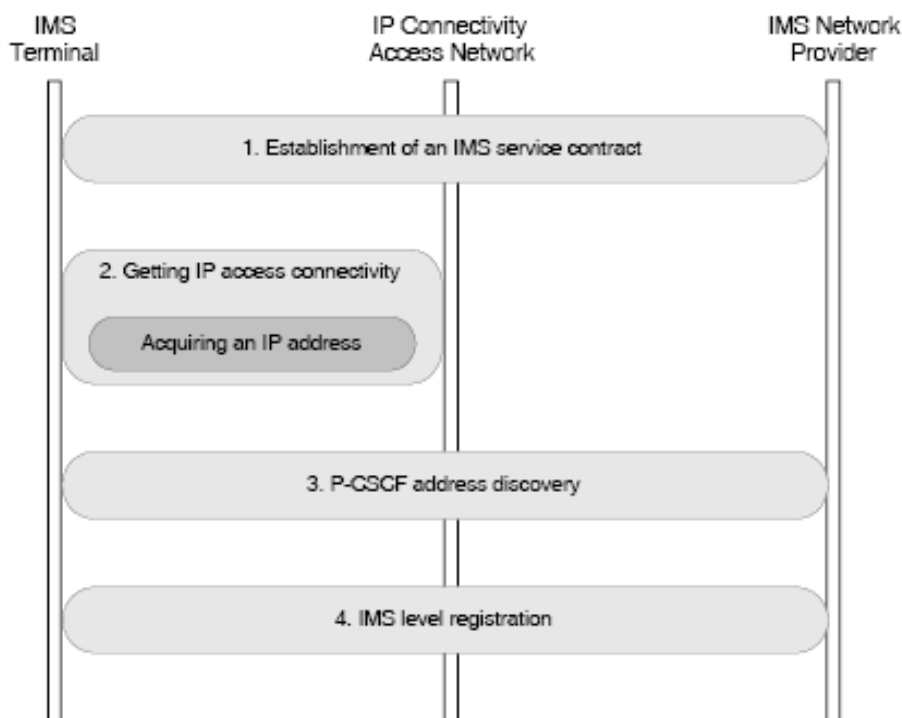 IMS
Terminal
IP Connectivity
Access Network
IMS Network
Provider
1. Establishment of an IMS service contract
2. Getting IP access connectivity
Acquiring an IP address
3. P-CSCF address discovery
4. IMS level registration